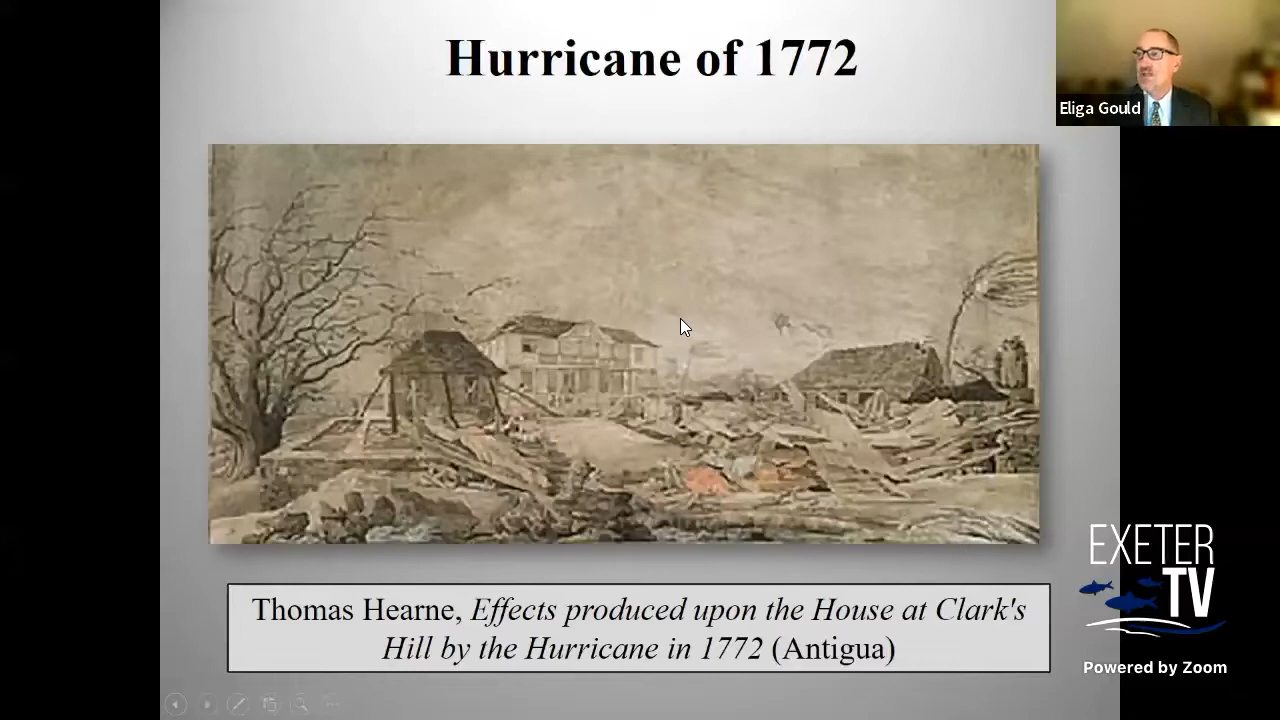 Hurricane of 1772
Eliga Gould
Thomas Hearne, Effects produced upon the House at Clark's
Hill by the Hurricane in 1772 (Antigua)
EXETER
TV
Powered by Zoom